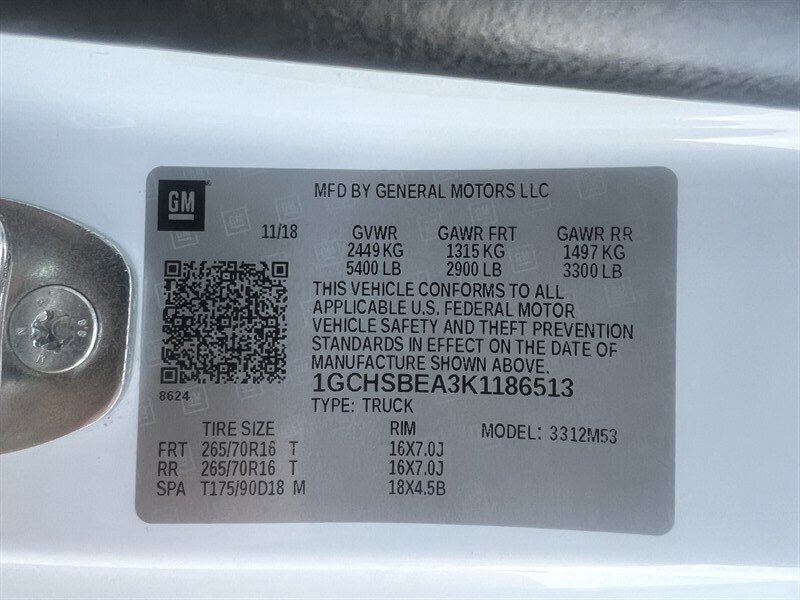 GM
MFD BY GENERAL MOTORS LLC
11/18 GVWR GAWR FRT GAWR RR
2449 KG 1315 KG 1497 KG
5400 LB 2900 LB 3300 LB
THIS VEHICLE CONFORMS TO ALL
APPLICABLE U.S. FEDERAL MOTOR
VEHICLE SAFETY AND THEFT PREVENTION
STANDARDS IN EFFECT ON THE DATE OF
MANUFACTURE SHOWN ABOVE.
8624
1GCHSBEA3K1186513
TYPE: TRUCK
TIRE SIZE RIM MODEL: 3312M53
FRT 265/70R16 T 16X7.0J
RR 265/70R16 T 16X7.0J
SPA T175/90D18 M 18X4.5B